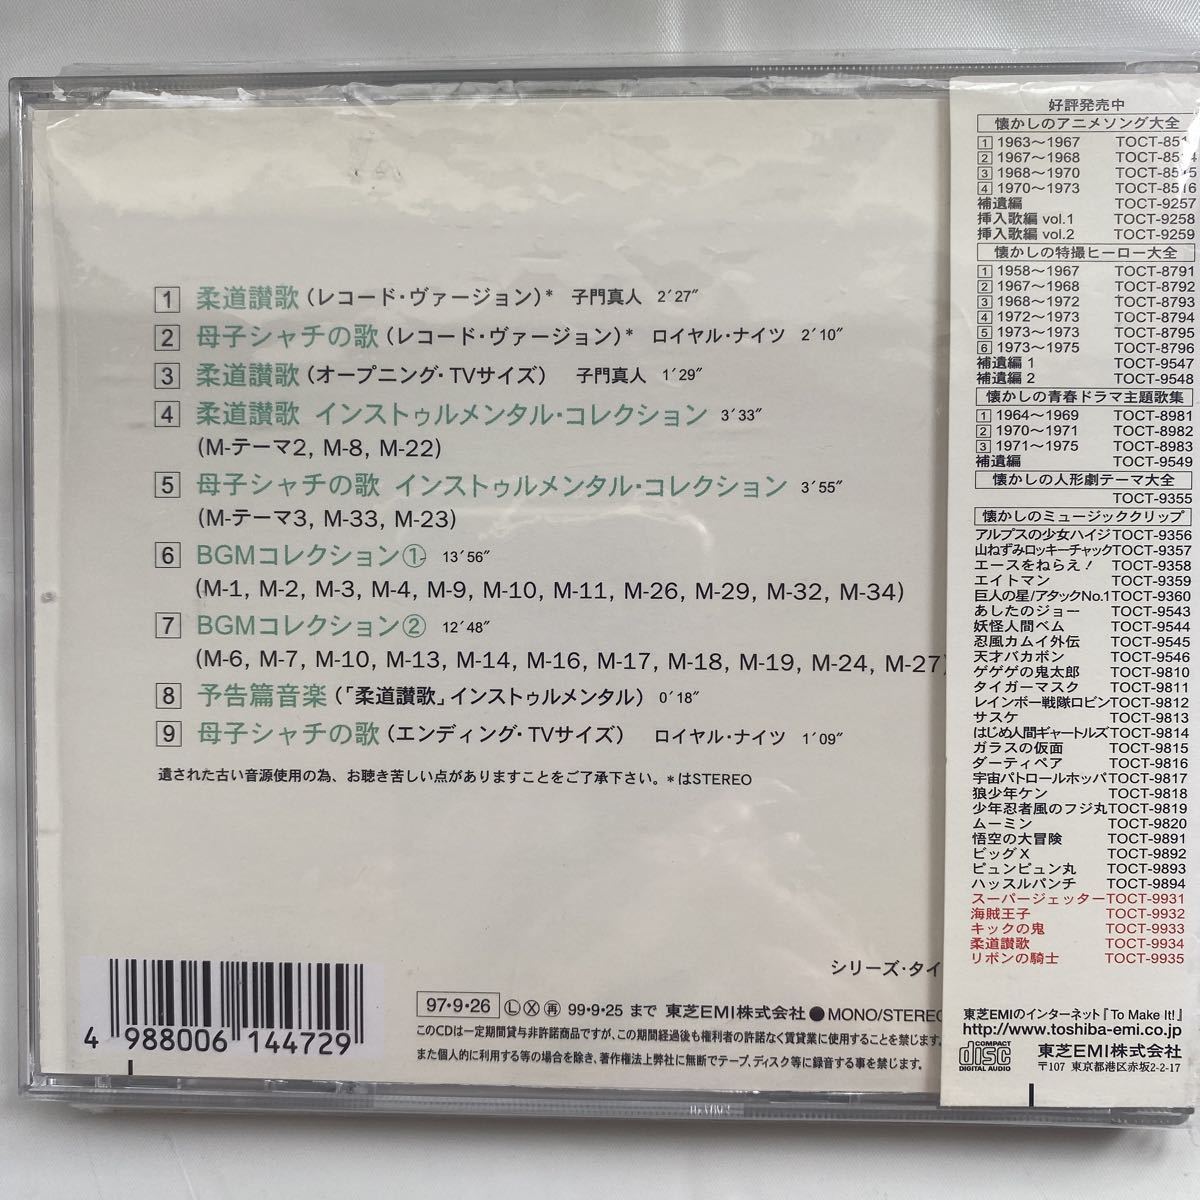 1 柔道讃歌(レコード・ヴァージョン)* 子門真人 2′27″
2 母子シャチの歌(レコード・ヴァージョン)* ロイヤル・ナイツ 2′10″
3 柔道讃歌(オープニング・TVサイズ) 子門真人 1′29″
4 柔道讃歌 インストゥルメンタル・コレクション 3′33″
(M-テーマ2, M-8, M-22)
5 母子シャチの歌 インストゥルメンタル・コレクション 3′55″
(M-テーマ3, M-33, M-23)
6 BGMコレクション① 13′56″
(M-1, M-2, M-3, M-4, M-9, M-10, M-11, M-26, M-29, M-32, M-34)
7 BGMコレクション② 12′48″
(M-6, M-7, M-10, M-13, M-14, M-16, M-17, M-18, M-19, M-24, M-27)
8 予告篇音楽(「柔道讃歌」インストゥルメンタル) 0′18″
9 母子シャチの歌(エンディング・TVサイズ) ロイヤル・ナイツ 1′09″
遺された古い音源使用の為、お聴き苦しい点がありますことをご了承下さい。*はSTEREO
シリーズ・タイ
97・9・26 Ⓛ Ⓧ 再 99・9・25 まで 東芝EMI株式会社 ● MONO/STEREO
このCDは一定期間貸与非許諾商品ですが、この期間経過後も権利者の許諾なく賃貸業に使用することを禁じます。
また個人的に利用する等の場合を除き、著作権法上弊社に無断でテープ、ディスク等に録音する事を禁じます。
4 988006 144729
好評発売中
懐かしのアニメソング大全
1 1963～1967 TOCT-851
2 1967～1968 TOCT-8514
3 1968～1970 TOCT-8515
4 1970～1973 TOCT-8516
補遺編 TOCT-9257
挿入歌編 vol.1 TOCT-9258
挿入歌編 vol.2 TOCT-9259
懐かしの特撮ヒーロー大全
1 1958～1967 TOCT-8791
2 1967～1968 TOCT-8792
3 1968～1972 TOCT-8793
4 1972～1973 TOCT-8794
5 1973～1973 TOCT-8795
6 1973～1975 TOCT-8796
補遺編 1 TOCT-9547
補遺編 2 TOCT-9548
懐かしの青春ドラマ主題歌集
1 1964～1969 TOCT-8981
2 1970～1971 TOCT-8982
3 1971～1975 TOCT-8983
補遺編 TOCT-9549
懐かしの人形劇テーマ大全
TOCT-9355
懐かしのミュージッククリップ
アルプスの少女ハイジ TOCT-9356
山ねずみロッキーチャック TOCT-9357
エースをねらえ! TOCT-9358
エイトマン TOCT-9359
巨人の星/アタックNo.1 TOCT-9360
あしたのジョー TOCT-9543
妖怪人間ベム TOCT-9544
忍風カムイ外伝 TOCT-9545
天才バカボン TOCT-9546
ゲゲゲの鬼太郎 TOCT-9810
タイガーマスク TOCT-9811
レインボー戦隊ロビン TOCT-9812
サスケ TOCT-9813
はじめ人間ギャートルズ TOCT-9814
ガラスの仮面 TOCT-9815
ダーティペア TOCT-9816
宇宙パトロールホッパ TOCT-9817
狼少年ケン TOCT-9818
少年忍者風のフジ丸 TOCT-9819
ムーミン TOCT-9820
悟空の大冒険 TOCT-9891
ビッグX TOCT-9892
ピュンピュン丸 TOCT-9893
ハッスルパンチ TOCT-9894
スーパージェッター TOCT-9931
海賊王子 TOCT-9932
キックの鬼 TOCT-9933
柔道讃歌 TOCT-9934
リボンの騎士 TOCT-9935
東芝EMIのインターネット『To Make It!』
http://www.toshiba-emi.co.jp
COMPACT disc DIGITAL AUDIO
東芝EMI株式会社
〒107 東京都港区赤坂2-2-17